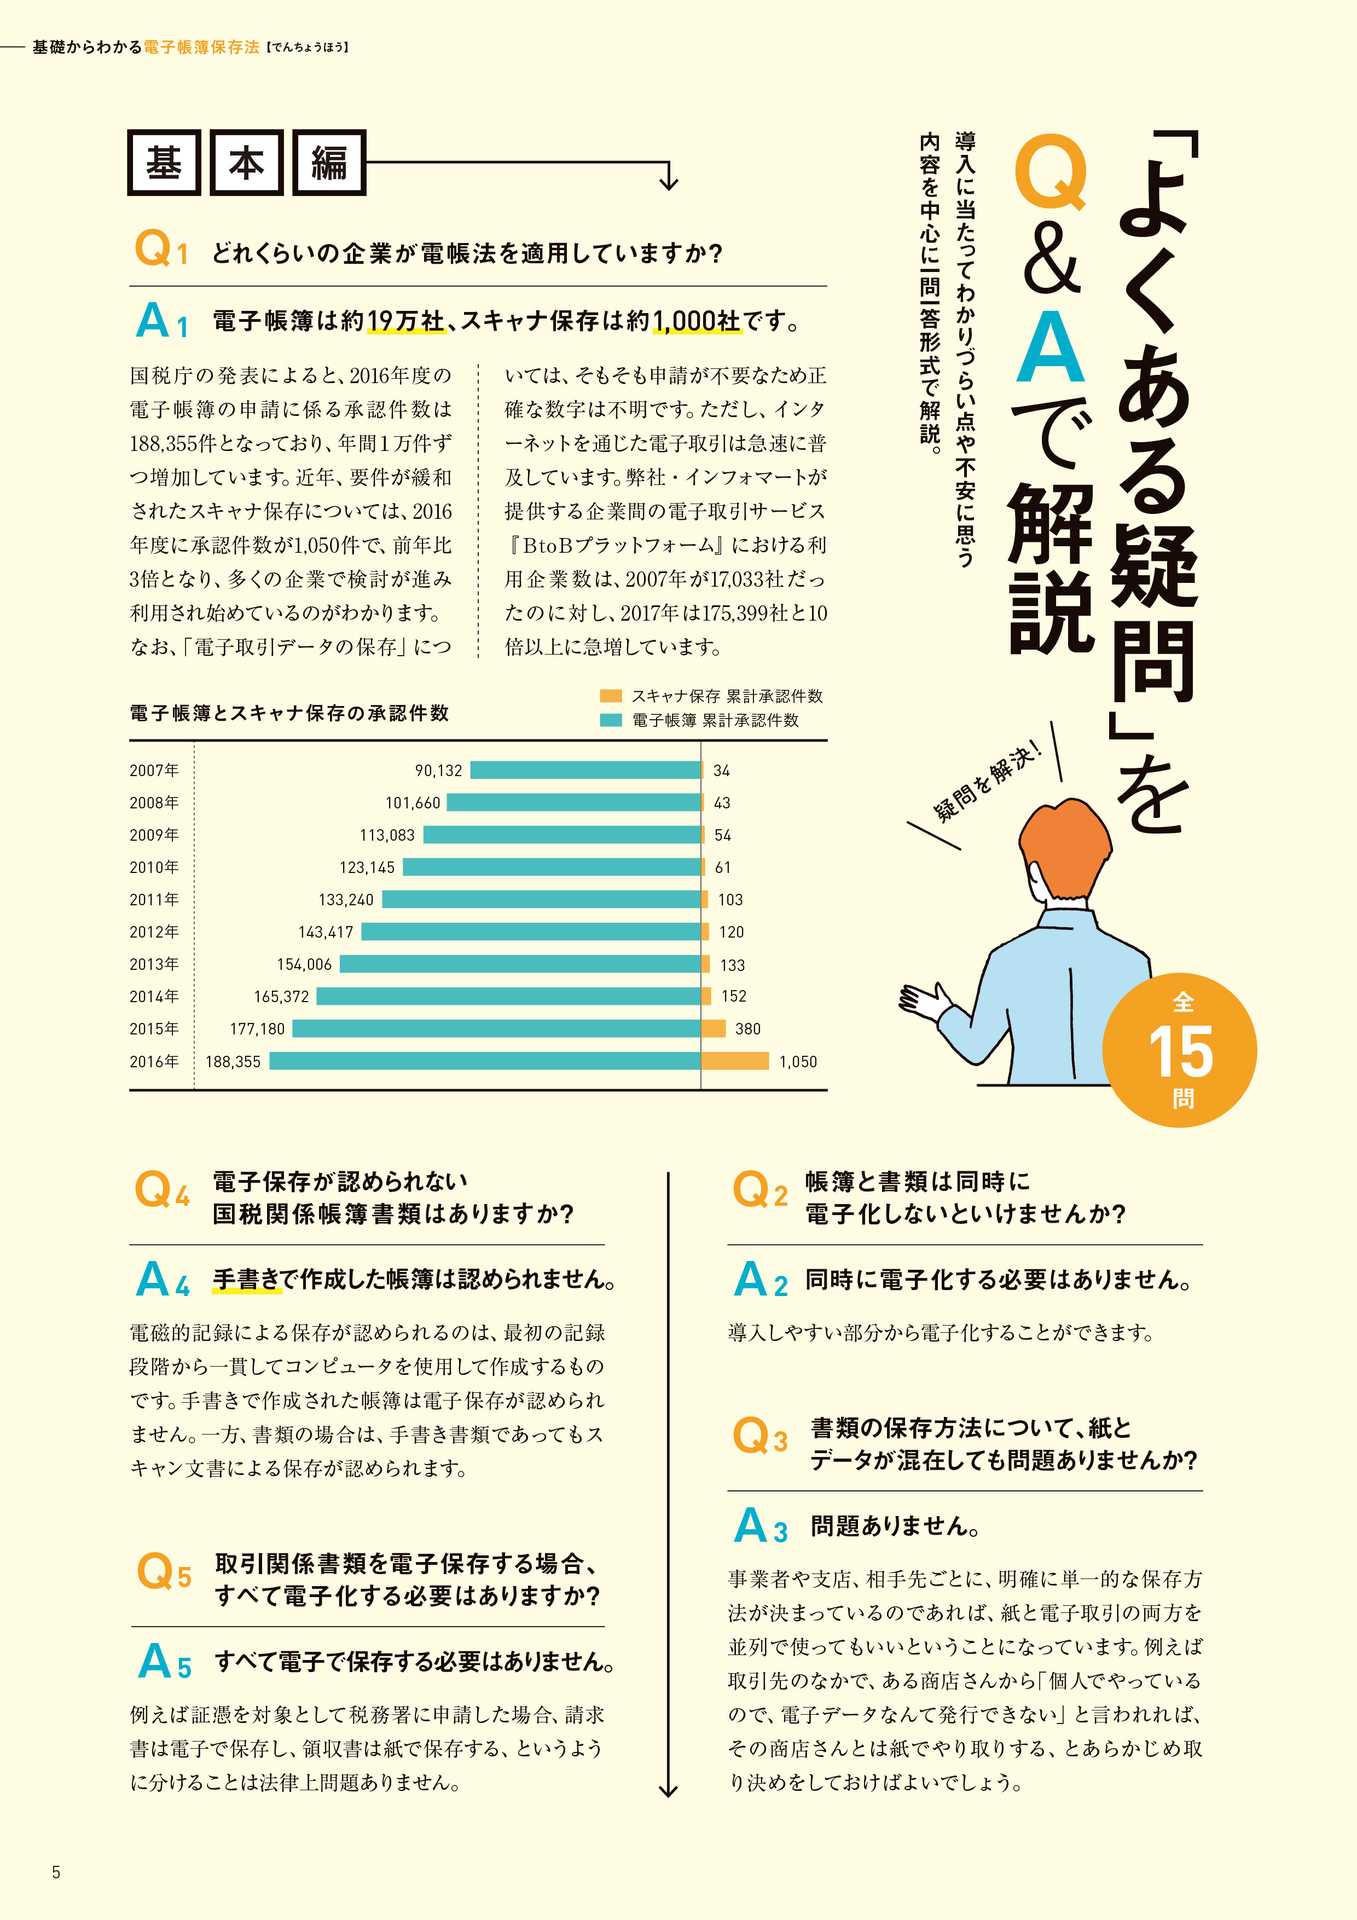 基礎からわかる電子帳簿保存法【でんちょうほう】
「よくある疑問」を
Q&Aで解説
導入に当たってわかりづらい点や不安に思う
内容を中心に一問一答形式で解説。
基本編
Q1 どれくらいの企業が電帳法を適用していますか?
A1 電子帳簿は約19万社、スキャナ保存は約1,000社です。
国税庁の発表によると、2016年度の
電子帳簿の申請に係る承認件数は
188,355件となっており、年間1万件ず
つ増加しています。近年、要件が緩和
されたスキャナ保存については、2016
年度に承認件数が1,050件で、前年比
3倍となり、多くの企業で検討が進み
利用され始めているのがわかります。
なお、「電子取引データの保存」につ
いては、そもそも申請が不要なため正
確な数字は不明です。ただし、インタ
ーネットを通じた電子取引は急速に普
及しています。弊社・インフォマートが
提供する企業間の電子取引サービス
『BtoBプラットフォーム』における利
用企業数は、2007年が17,033社だっ
たのに対し、2017年は175,399社と10
倍以上に急増しています。
電子帳簿とスキャナ保存の承認件数
スキャナ保存 累計承認件数
電子帳簿 累計承認件数
2007年 90,132 34
2008年 101,660 43
2009年 113,083 54
2010年 123,145 61
2011年 133,240 103
2012年 143,417 120
2013年 154,006 133
2014年 165,372 152
2015年 177,180 380
2016年 188,355 1,050
疑問を解決!
全
15
問
Q2 帳簿と書類は同時に
電子化しないといけませんか?
A2 同時に電子化する必要はありません。
導入しやすい部分から電子化することができます。
Q3 書類の保存方法について、紙と
データが混在しても問題ありませんか?
A3 問題ありません。
事業者や支店、相手先ごとに、明確に単一的な保存方
法が決まっているのであれば、紙と電子取引の両方を
並列で使ってもいいということになっています。例えば
取引先のなかで、ある商店さんから「個人でやっている
ので、電子データなんて発行できない」と言われれば、
その商店さんとは紙でやり取りする、とあらかじめ取
り決めをしておけばよいでしょう。
Q4 電子保存が認められない
国税関係帳簿書類はありますか?
A4 手書きで作成した帳簿は認められません。
電磁的記録による保存が認められるのは、最初の記録
段階から一貫してコンピュータを使用して作成するもの
です。手書きで作成された帳簿は電子保存が認められ
ません。一方、書類の場合は、手書き書類であってもス
キャン文書による保存が認められます。
Q5 取引関係書類を電子保存する場合、
すべて電子化する必要はありますか?
A5 すべて電子で保存する必要はありません。
例えば証憑を対象として税務署に申請した場合、請求
書は電子で保存し、領収書は紙で保存する、というよう
に分けることは法律上問題ありません。
5